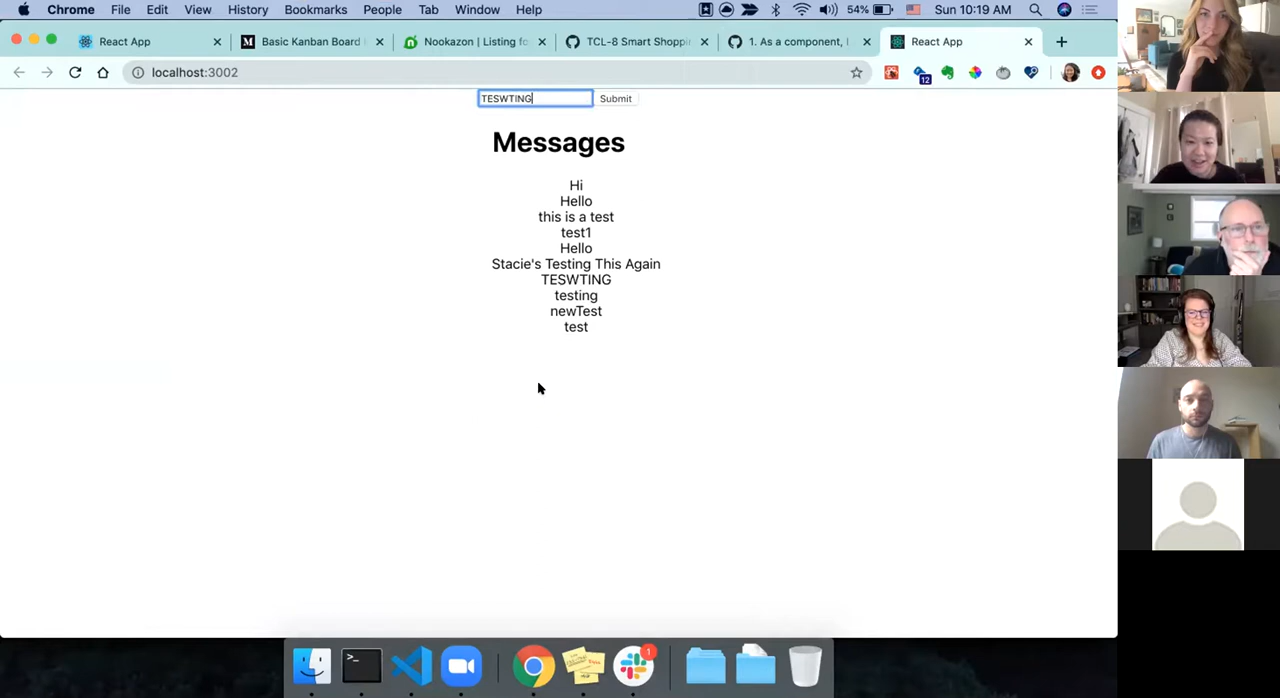 Chrome File Edit View History Bookmarks People Tab Window Help 54% Sun 10:19 AM
React App Basic Kanban Board Nookazon | Listing fo TCL-8 Smart Shoppi 1. As a component, I React App
localhost:3002
12
TESWTING Submit
Messages
Hi
Hello
this is a test
test1
Hello
Stacie's Testing This Again
TESWTING
testing
newTest
test
1